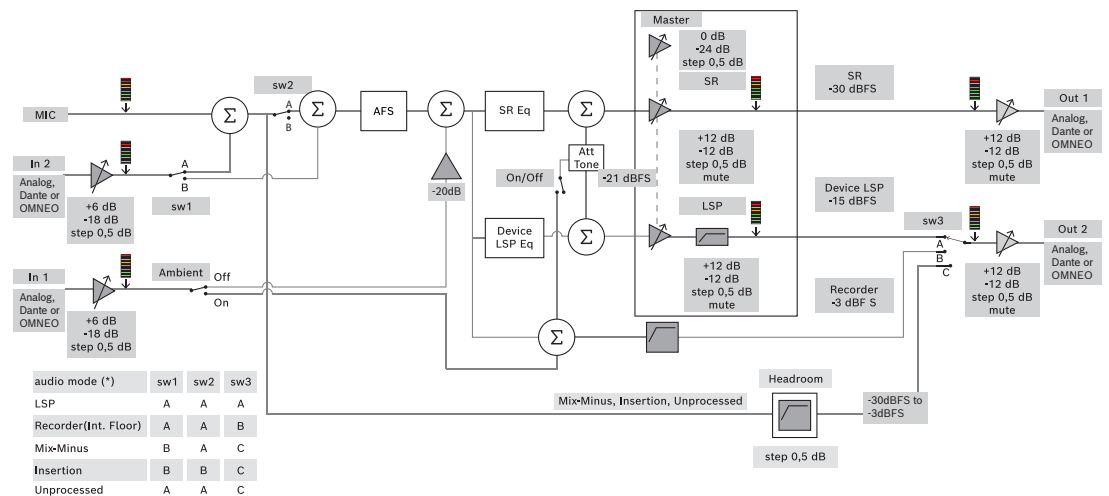 Master
0 dB
-24 dB
step 0,5 dB
SR
SR
-30 dBFS
sw2
A
B
MIC
Σ
Σ
AFS
Σ
SR Eq
Σ
Out 1
Analog,
Dante or
OMNEO
+12 dB
-12 dB
step 0,5 dB
mute
+12 dB
-12 dB
step 0,5 dB
mute
In 2
Analog,
Dante or
OMNEO
A
B
sw1
+6 dB
-18 dB
step 0,5 dB
-20dB
On/Off
Att
Tone
-21 dBFS
Device LSP
-15 dBFS
LSP
Device
LSP Eq
Σ
sw3
A
B
C
Out 2
Analog,
Dante or
OMNEO
+12 dB
-12 dB
step 0,5 dB
mute
+12 dB
-12 dB
step 0,5 dB
mute
In 1
Analog,
Dante or
OMNEO
Ambient
Off
On
+6 dB
-18 dB
step 0,5 dB
Recorder
-3 dBF S
Σ
audio mode (*) sw1 sw2 sw3
LSP A A A
Recorder(Int. Floor) A A B
Mix-Minus B A C
Insertion B B C
Unprocessed A A C
Mix-Minus, Insertion, Unprocessed
Headroom
step 0,5 dB
-30dBFS to
-3dBFS